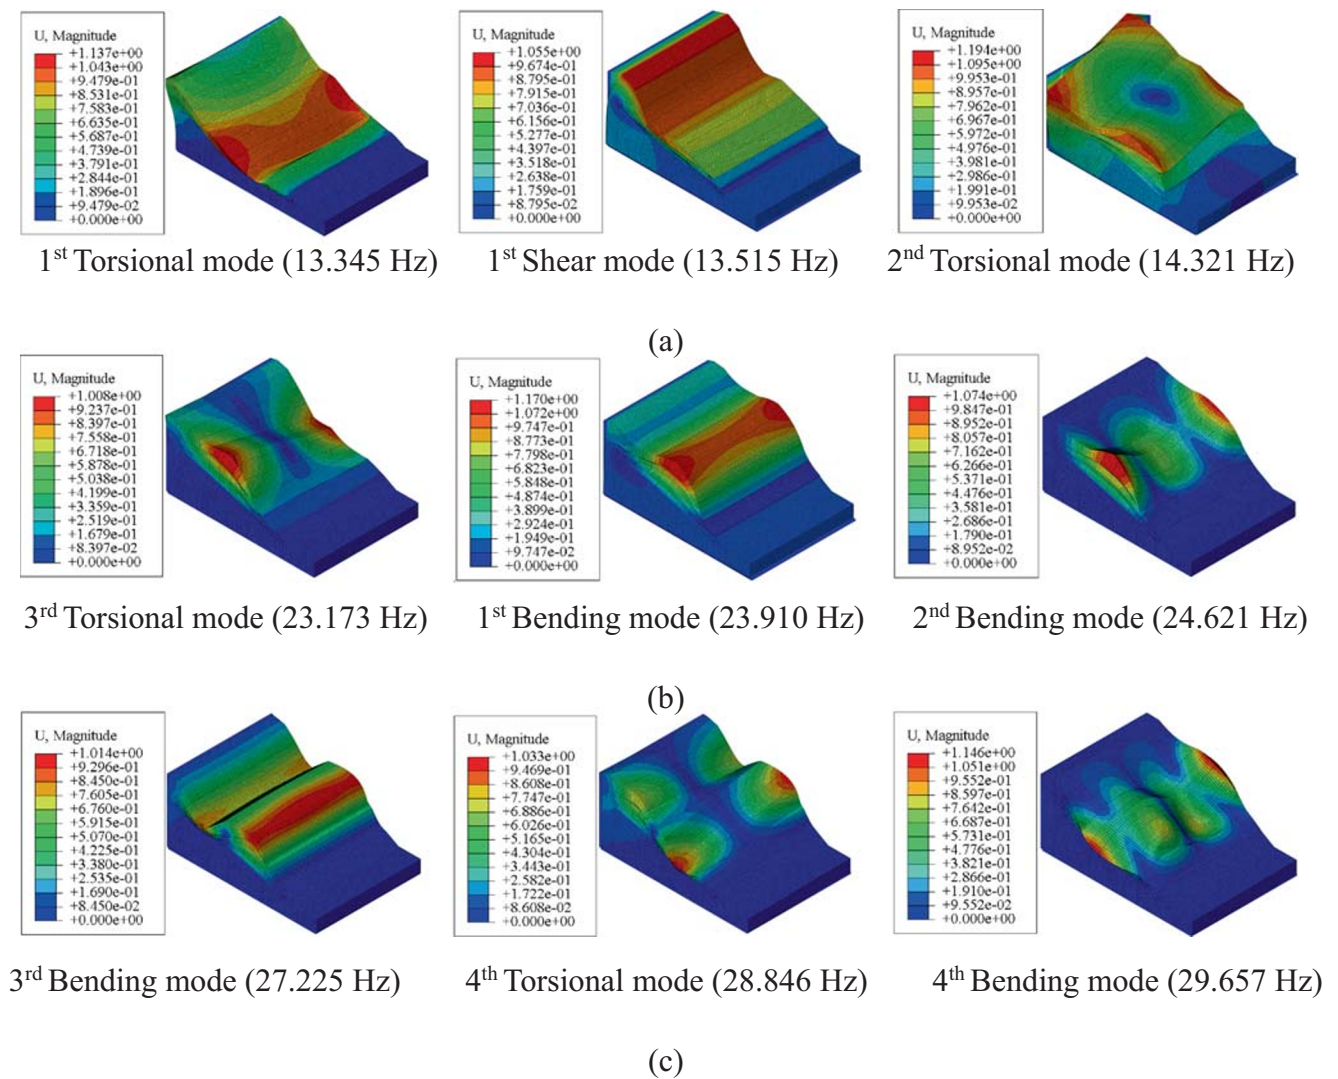 U, Magnitude
+1.137e+00
+1.043e+00
+9.479e-01
+8.531e-01
+7.583e-01
+6.635e-01
+5.687e-01
+4.739e-01
+3.791e-01
+2.844e-01
+1.896e-01
+9.479e-02
+0.000e+00
U, Magnitude
+1.055e+00
+9.674e-01
+8.795e-01
+7.915e-01
+7.036e-01
+6.156e-01
+5.277e-01
+4.397e-01
+3.518e-01
+2.638e-01
+1.759e-01
+8.795e-02
+0.000e+00
U, Magnitude
+1.194e+00
+1.095e+00
+9.953e-01
+8.957e-01
+7.962e-01
+6.967e-01
+5.972e-01
+4.976e-01
+3.981e-01
+2.986e-01
+1.991e-01
+9.953e-02
+0.000e+00
1st Torsional mode (13.345 Hz)
1st Shear mode (13.515 Hz)
2nd Torsional mode (14.321 Hz)
(a)
U, Magnitude
+1.008e+00
+9.237e-01
+8.397e-01
+7.558e-01
+6.718e-01
+5.878e-01
+5.038e-01
+4.199e-01
+3.359e-01
+2.519e-01
+1.679e-01
+8.397e-02
+0.000e+00
U, Magnitude
+1.170e+00
+1.072e+00
+9.747e-01
+8.773e-01
+7.798e-01
+6.823e-01
+5.848e-01
+4.874e-01
+3.899e-01
+2.924e-01
+1.949e-01
+9.747e-02
+0.000e+00
U, Magnitude
+1.074e+00
+9.847e-01
+8.952e-01
+8.057e-01
+7.162e-01
+6.266e-01
+5.371e-01
+4.476e-01
+3.581e-01
+2.686e-01
+1.790e-01
+8.952e-02
+0.000e+00
3rd Torsional mode (23.173 Hz)
1st Bending mode (23.910 Hz)
2nd Bending mode (24.621 Hz)
(b)
U, Magnitude
+1.014e+00
+9.296e-01
+8.450e-01
+7.605e-01
+6.760e-01
+5.915e-01
+5.070e-01
+4.225e-01
+3.380e-01
+2.535e-01
+1.690e-01
+8.450e-02
+0.000e+00
U, Magnitude
+1.033e+00
+9.469e-01
+8.608e-01
+7.747e-01
+6.886e-01
+6.026e-01
+5.165e-01
+4.304e-01
+3.443e-01
+2.582e-01
+1.722e-01
+8.608e-02
+0.000e+00
U, Magnitude
+1.146e+00
+1.051e+00
+9.552e-01
+8.597e-01
+7.642e-01
+6.687e-01
+5.731e-01
+4.776e-01
+3.821e-01
+2.866e-01
+1.910e-01
+9.552e-02
+0.000e+00
3rd Bending mode (27.225 Hz)
4th Torsional mode (28.846 Hz)
4th Bending mode (29.657 Hz)
(c)